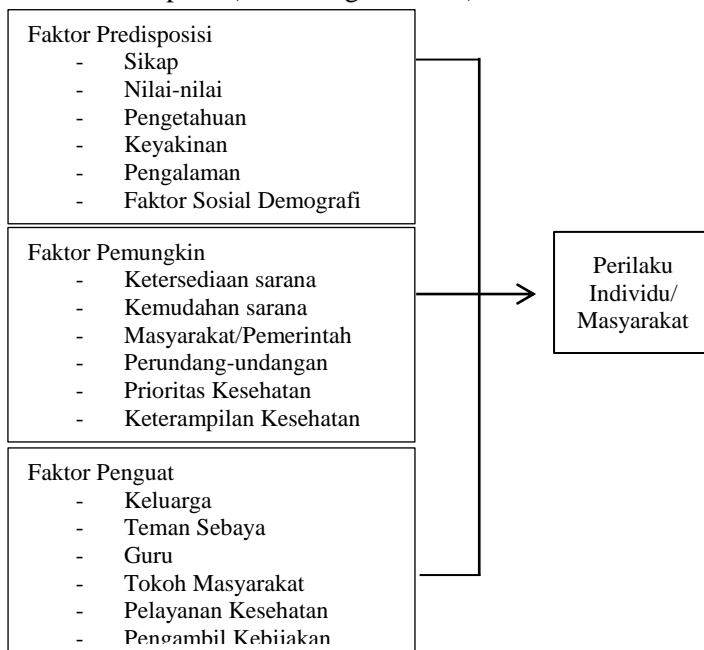 Faktor Predisposisi
- Sikap
- Nilai-nilai
- Pengetahuan
- Keyakinan
- Pengalaman
- Faktor Sosial Demografi
Faktor Pemungkin
- Ketersediaan sarana
- Kemudahan sarana
- Masyarakat/Pemerintah
- Perundang-undangan
- Prioritas Kesehatan
- Keterampilan Kesehatan
Perilaku
Individu/
Masyarakat
Faktor Penguat
- Keluarga
- Teman Sebaya
- Guru
- Tokoh Masyarakat
- Pelayanan Kesehatan
- Pengambil Kebijakan